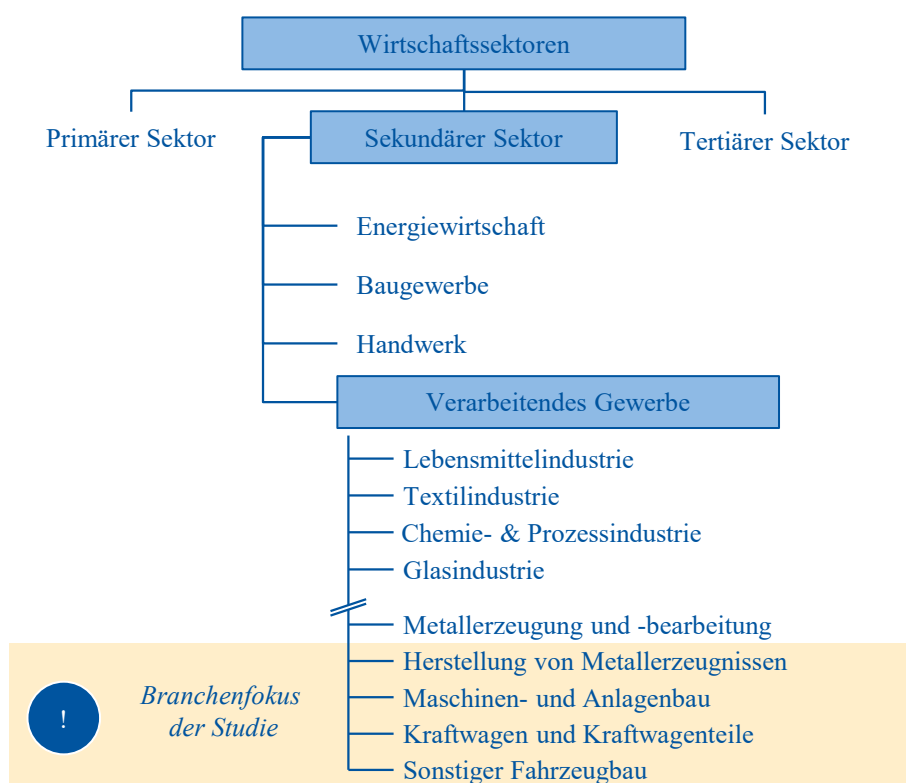 Wirtschaftssektoren
Primärer Sektor
Sekundärer Sektor
Tertiärer Sektor
Energiewirtschaft
Baugewerbe
Handwerk
Verarbeitendes Gewerbe
Lebensmittelindustrie
Textilindustrie
Chemie- & Prozessindustrie
Glasindustrie
Metallerzeugung und -bearbeitung
Herstellung von Metallerzeugnissen
Maschinen- und Anlagenbau
Kraftwagen und Kraftwagenteile
Sonstiger Fahrzeugbau
!
Branchenfokus
der Studie